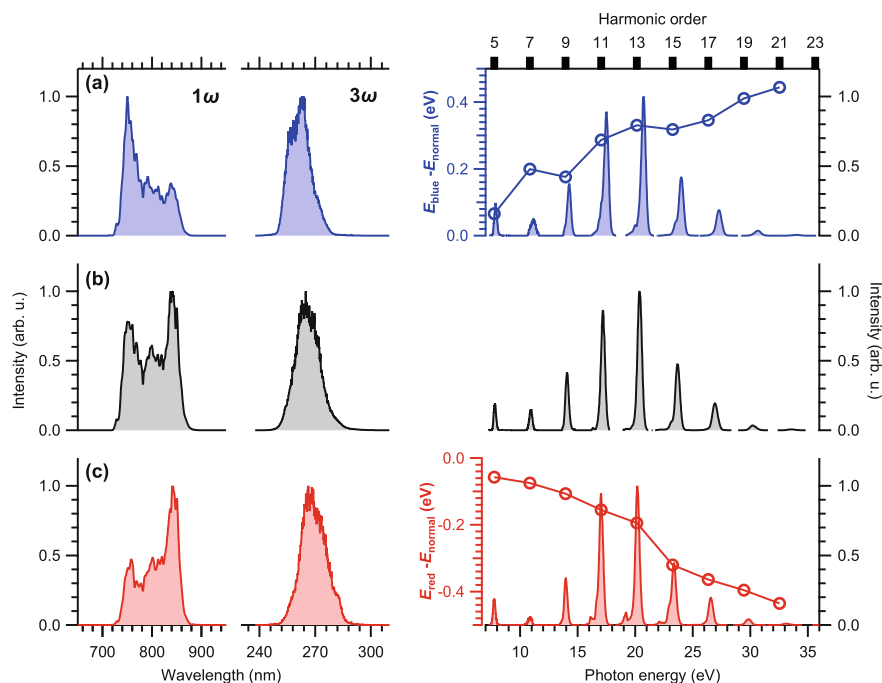 Harmonic order
5 7 9 11 13 15 17 19 21 23
(a) 1ω 3ω
1.0
0.5
0.0
700 800 900
240 270 300
0.4
0.2
0.0
E_blue -E_normal (eV)
1.0
0.5
0.0
(b)
1.0
0.5
0.0
Intensity (arb. u.)
1.0
0.5
0.0
Intensity (arb. u.)
(c)
1.0
0.5
0.0
0.0
-0.2
-0.4
E_red -E_normal (eV)
1.0
0.5
0.0
Wavelength (nm)
10 15 20 25 30 35
Photon energy (eV)